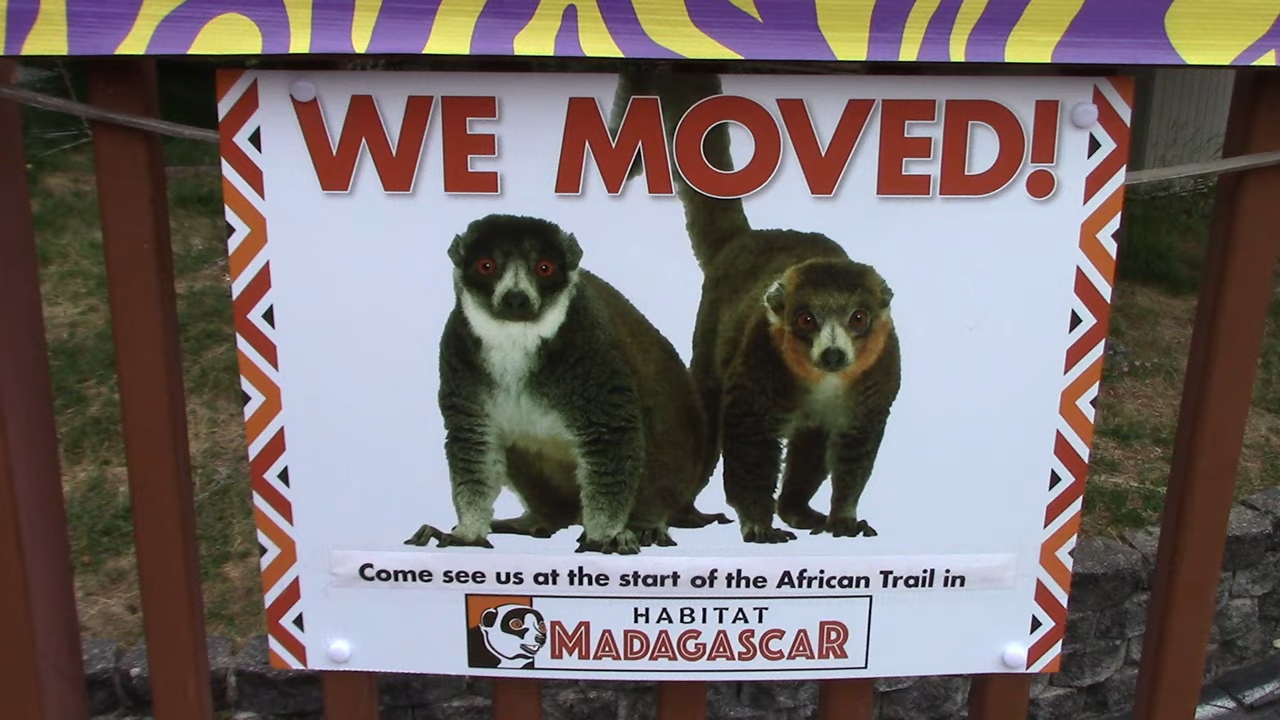 WE MOVED!
Come see us at the start of the African Trail in
HABITAT
MADAGASCAR